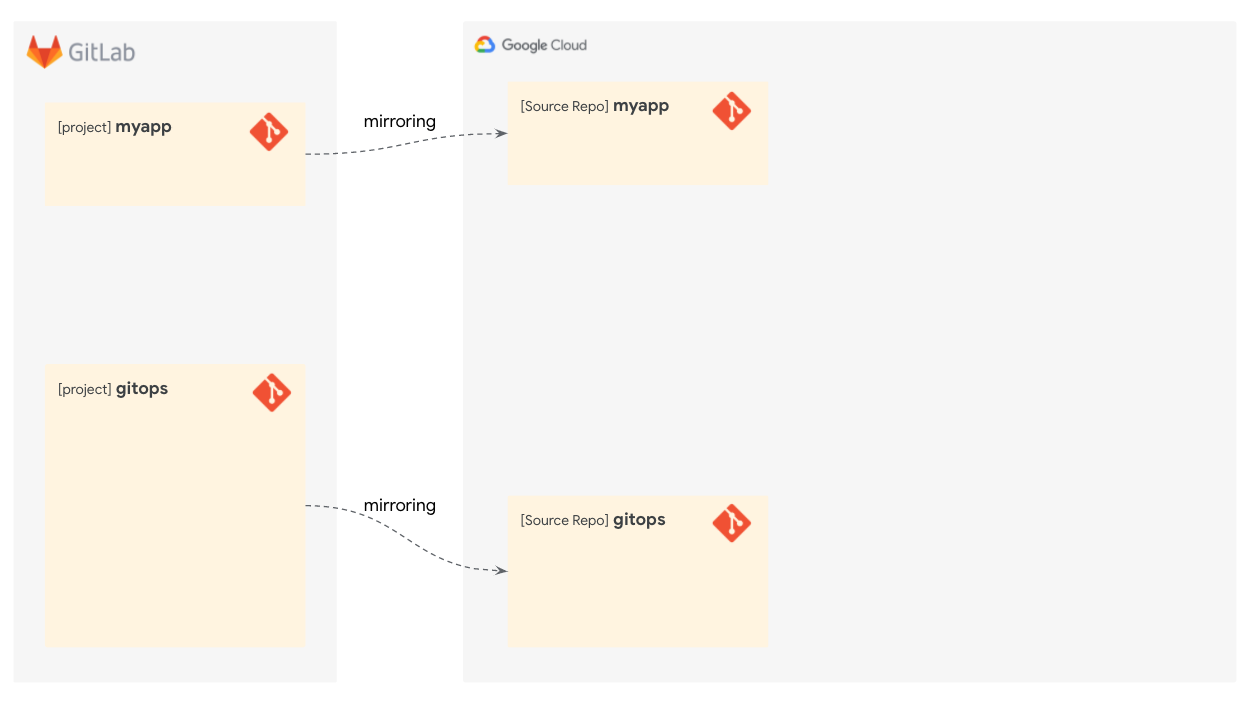 GitLab
Google Cloud
[project] myapp
mirroring
[Source Repo] myapp
[project] gitops
mirroring
[Source Repo] gitops